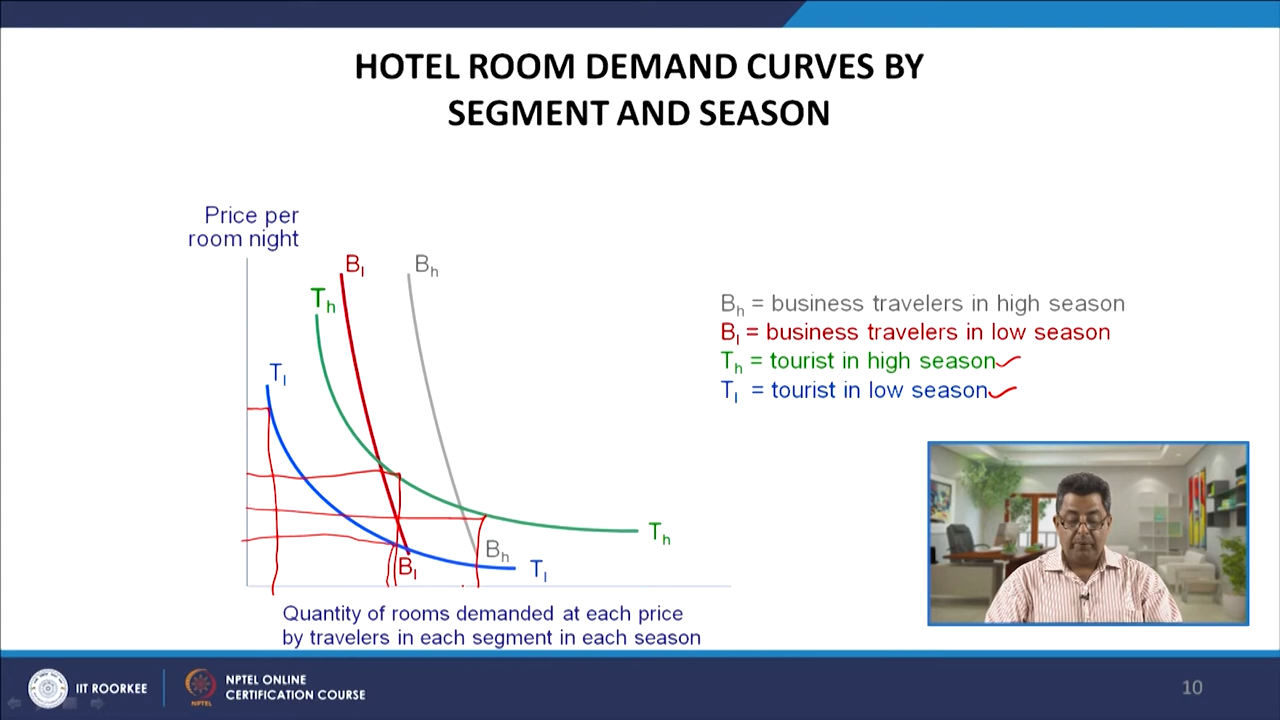 HOTEL ROOM DEMAND CURVES BY
SEGMENT AND SEASON
Price per
room night
Bl
Bh
Th
Tl
Bh = business travelers in high season
Bl = business travelers in low season
Th = tourist in high season
Tl = tourist in low season
Th
Bh
Bl
Tl
Quantity of rooms demanded at each price
by travelers in each segment in each season
IIT ROORKEE
NPTEL
NPTEL ONLINE
CERTIFICATION COURSE
10